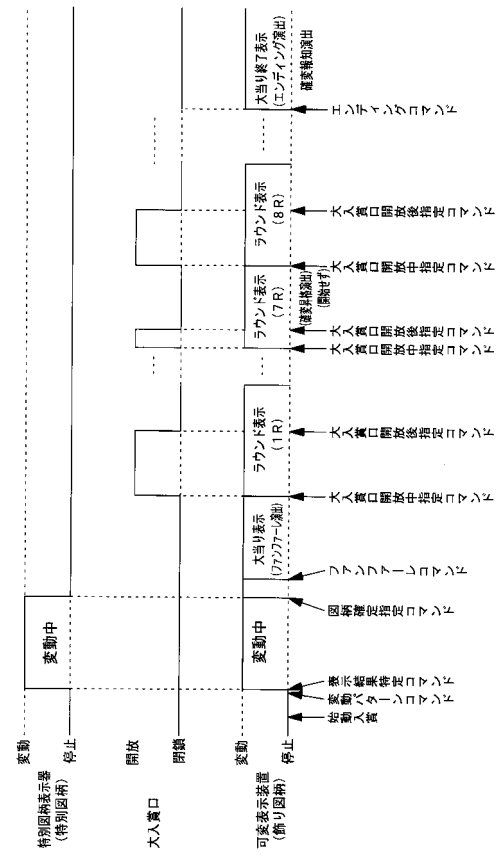 特別図柄表示器
(特別図柄)
変動
停止
変動中
大入賞口
開放
閉鎖
可変表示装置
(飾り図柄)
変動
停止
変動中
大当り表示
(ファンファーレ演出)
ラウンド表示
(1R)
ラウンド表示
(7R)
(確変昇格演出)
(開始せず)
ラウンド表示
(8R)
大当り終了表示
(エンディング演出)
確変報知演出
始動入賞
変動パターンコマンド
表示結果特定コマンド
図柄確定指定コマンド
ファンファーレコマンド
大入賞口開放中指定コマンド
大入賞口開放後指定コマンド
大入賞口開放中指定コマンド
大入賞口開放後指定コマンド
大入賞口開放中指定コマンド
大入賞口開放後指定コマンド
エンディングコマンド